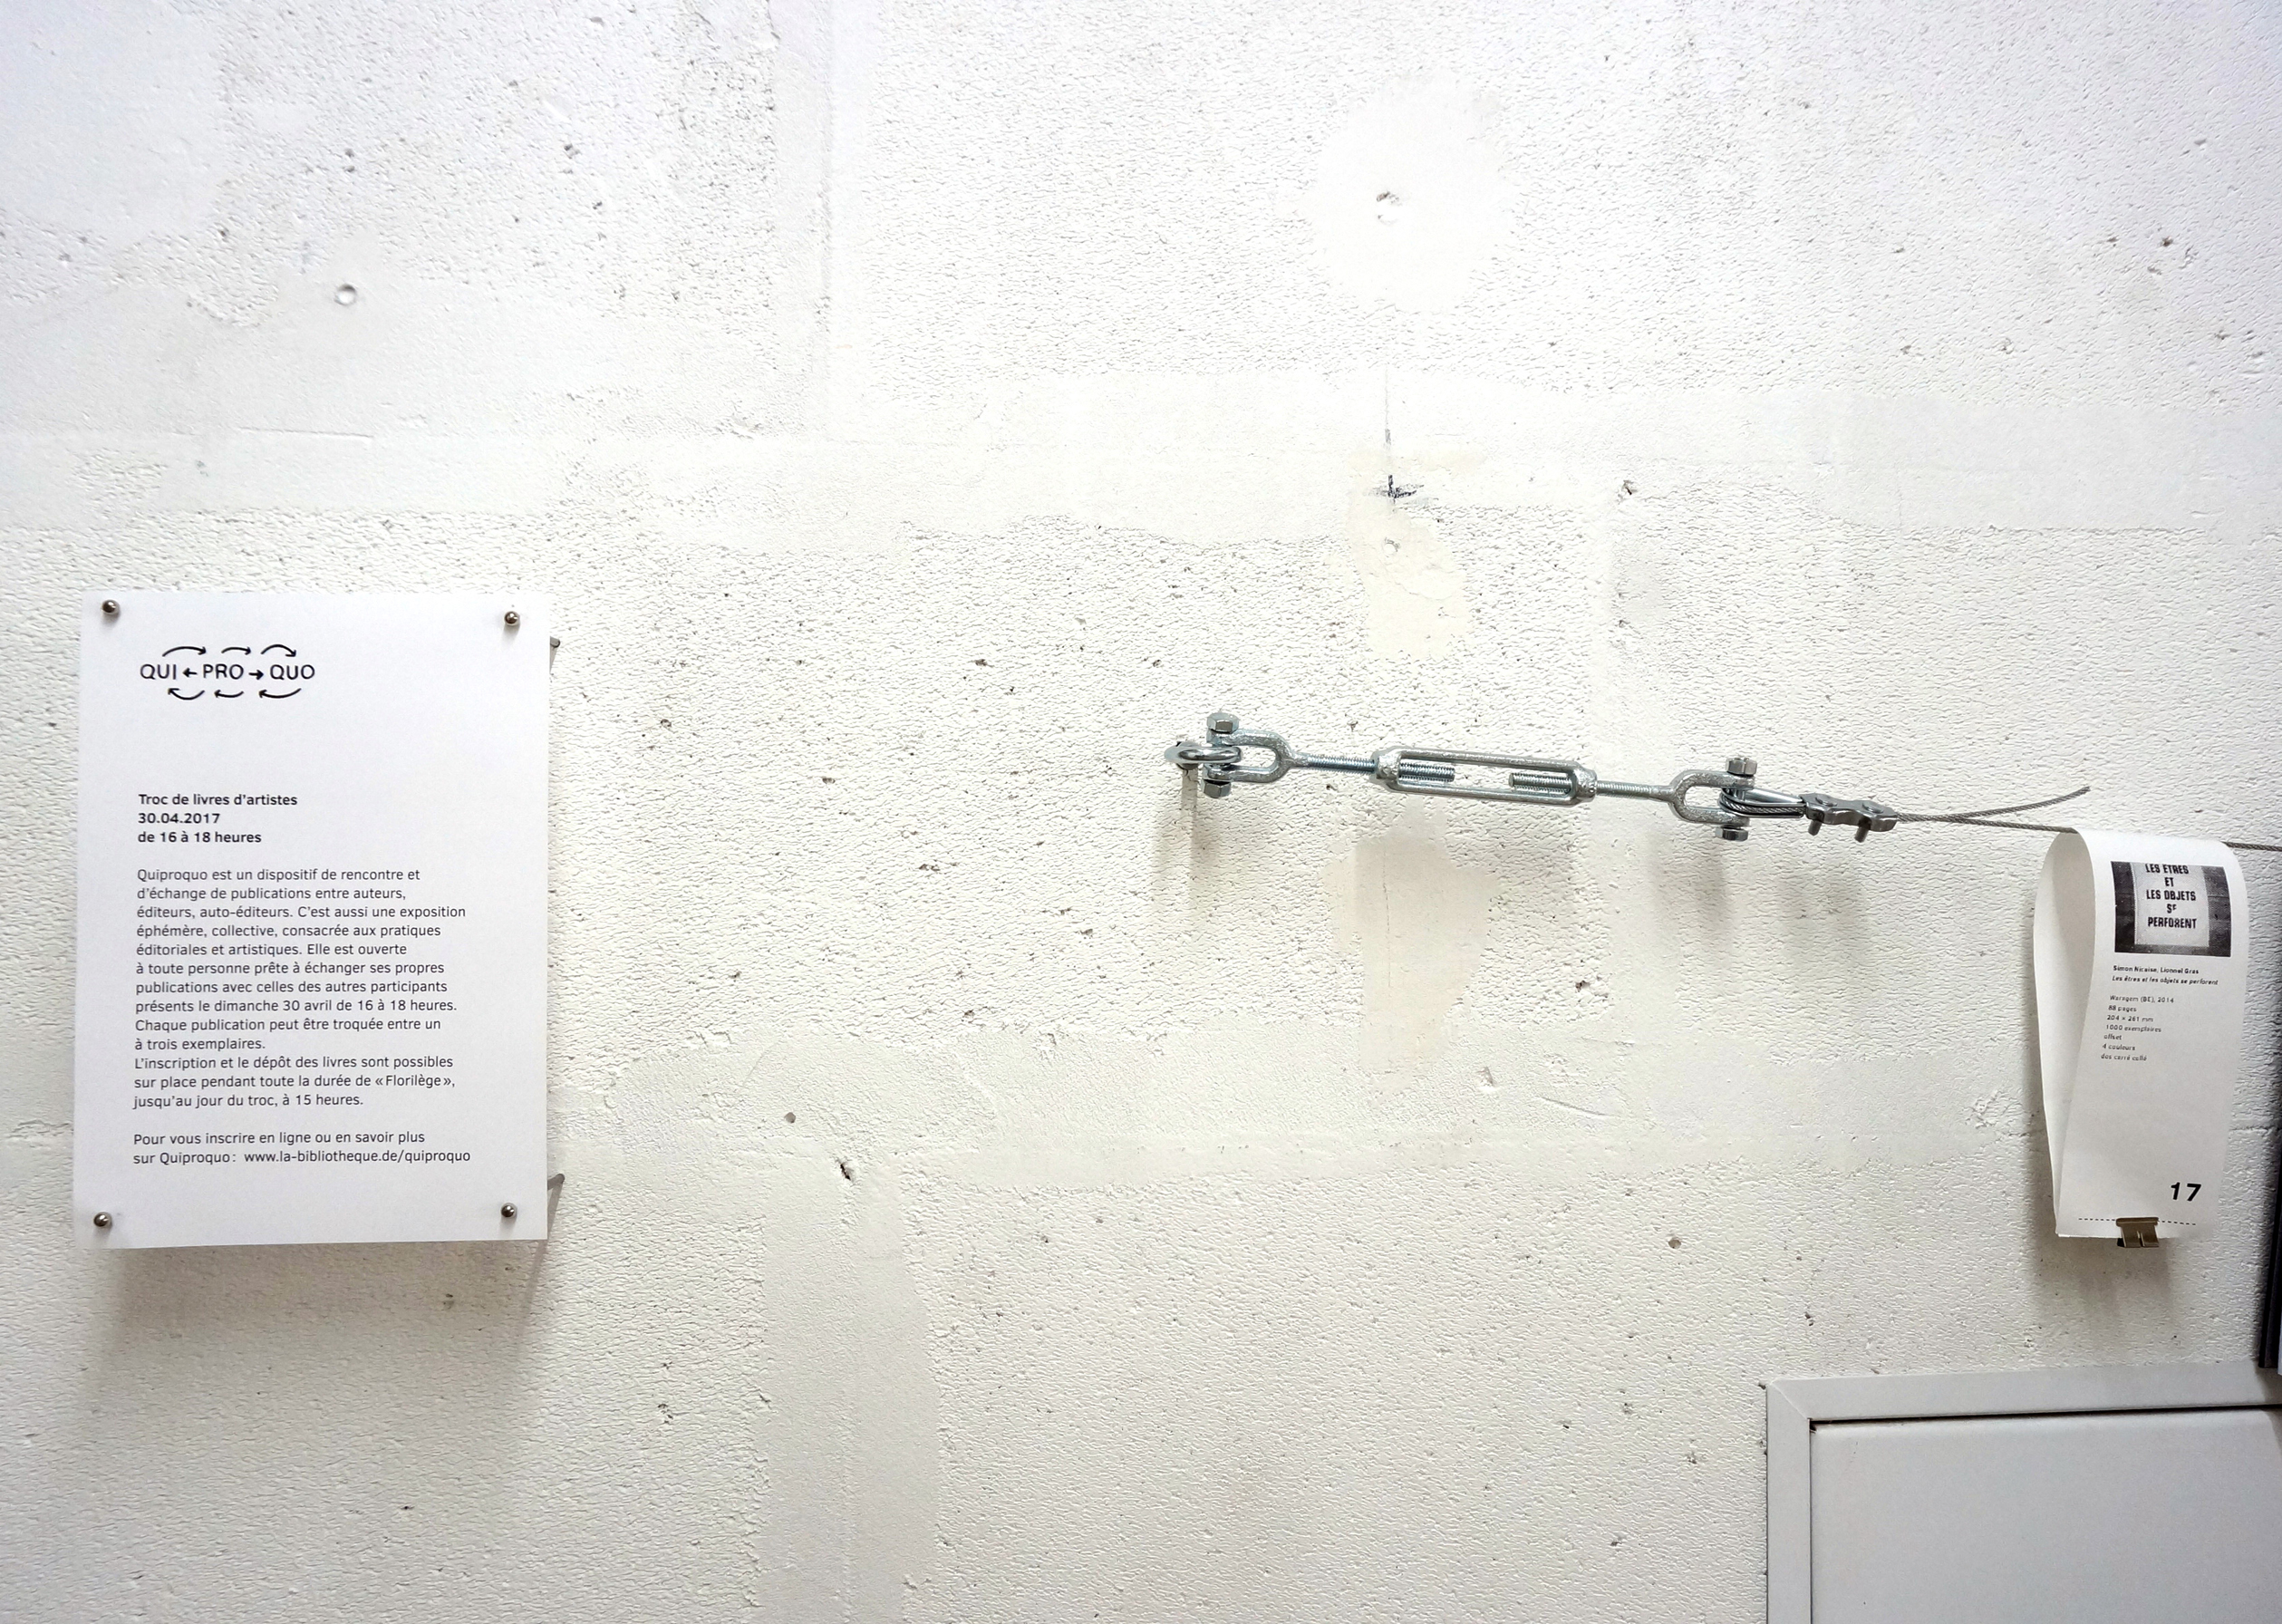 QUI ← PRO → QUO
Troc de livres d'artistes
30.04.2017
de 16 à 18 heures
Quiproquo est un dispositif de rencontre et
d'échange de publications entre auteurs,
éditeurs, auto-éditeurs. C'est aussi une exposition
éphémère, collective, consacrée aux pratiques
éditoriales et artistiques. Elle est ouverte
à toute personne prête à échanger ses propres
publications avec celles des autres participants
présents le dimanche 30 avril de 16 à 18 heures.
Chaque publication peut être troquée entre un
à trois exemplaires.
L'inscription et le dépôt des livres sont possibles
sur place pendant toute la durée de « Florilège »,
jusqu'au jour du troc, à 15 heures.
Pour vous inscrire en ligne ou en savoir plus
sur Quiproquo : www.la-bibliotheque.de/quiproquo
LES ETRES
ET
LES OBJETS
SE
PERFORENT
Simon Nicaise, Lionnel Gras
Les êtres et les objets se perforent
Waregem (BE), 2014
88 pages
204 × 261 mm
1000 exemplaires
offset
4 couleurs
dos carré collé
17